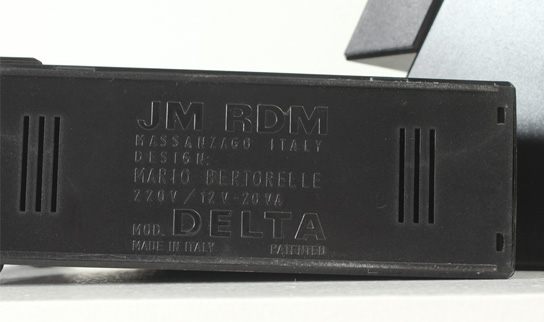 JM RDM
MASSANZAGO ITALY
DESIGN:
MARIO BERTORELLE
220V/12V-20VA
MOD. DELTA
MADE IN ITALY PATENTED